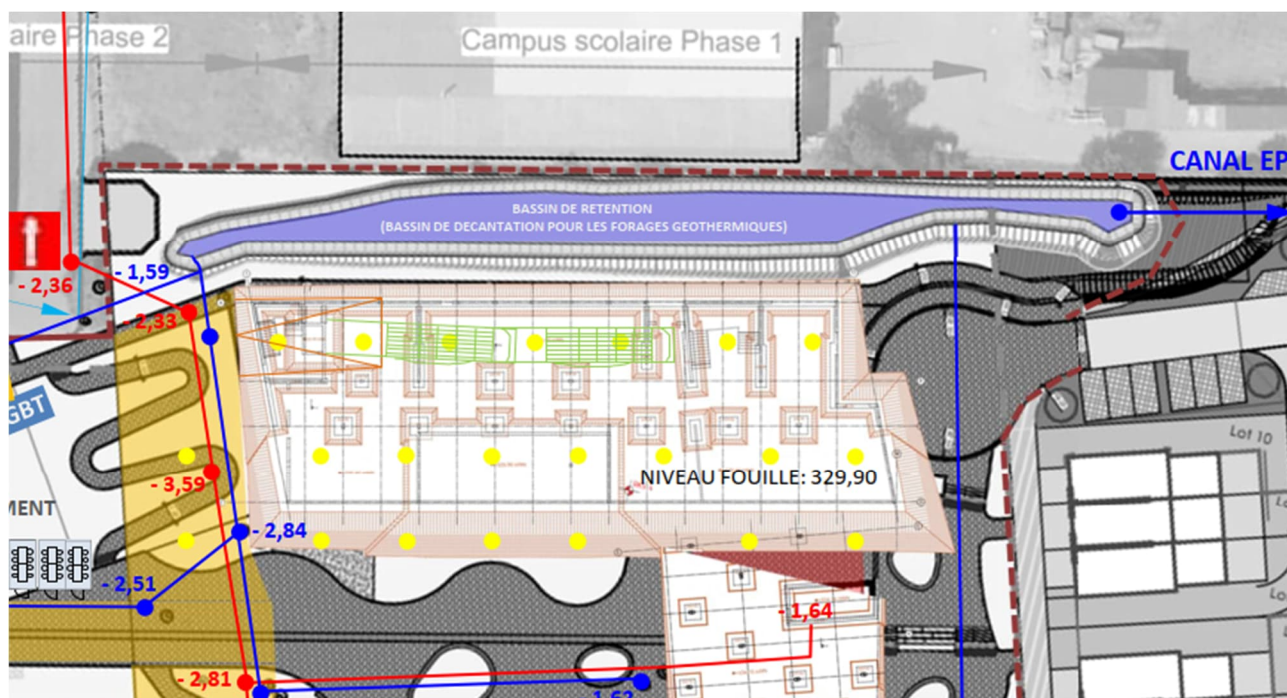 aire Phase 2
Campus scolaire Phase 1
CANAL EP
BASSIN DE RETENTION
(BASSIN DE DECANTATION POUR LES FORAGES GEOTHERMIQUES)
- 1,59
- 2,36
- 2,33
GBT
Lot 10
- 3,59
NIVEAU FOUILLE: 329,90
MENT
- 2,84
- 2,51
- 1,64
- 2,81
1,62